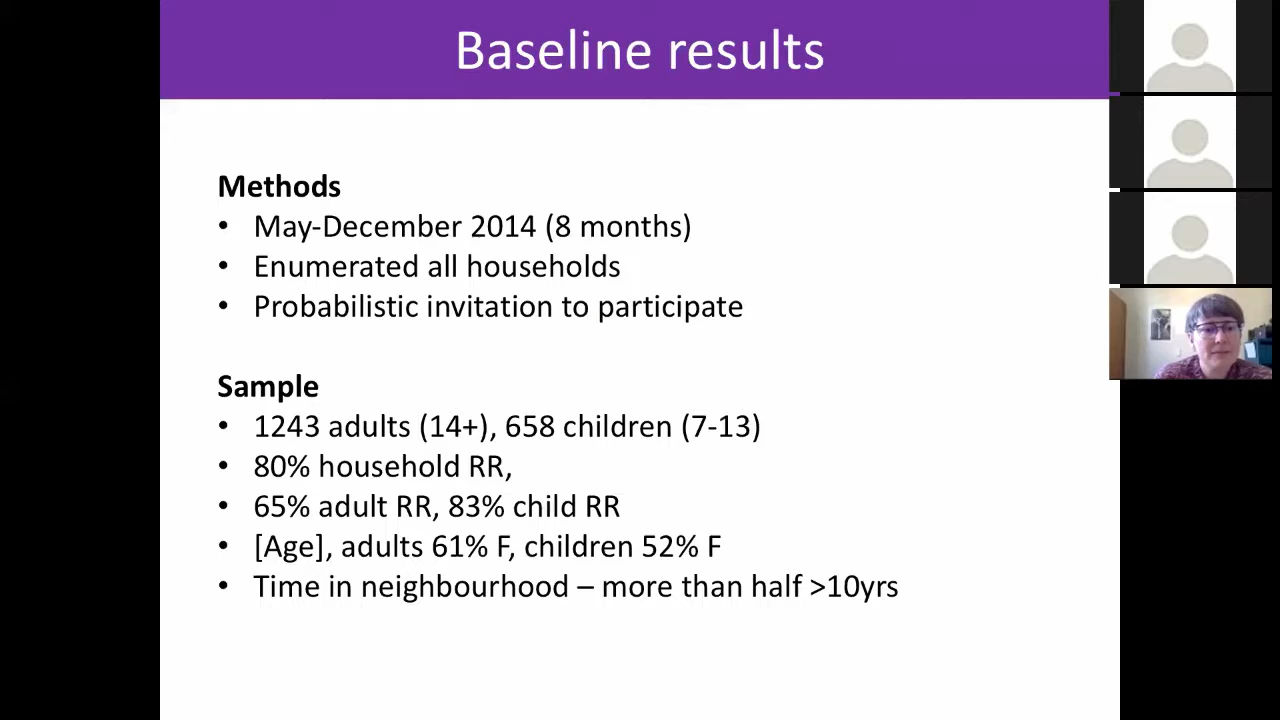 Baseline results
Methods
• May-December 2014 (8 months)
• Enumerated all households
• Probabilistic invitation to participate
Sample
• 1243 adults (14+), 658 children (7-13)
• 80% household RR,
• 65% adult RR, 83% child RR
• [Age], adults 61% F, children 52% F
• Time in neighbourhood – more than half >10yrs